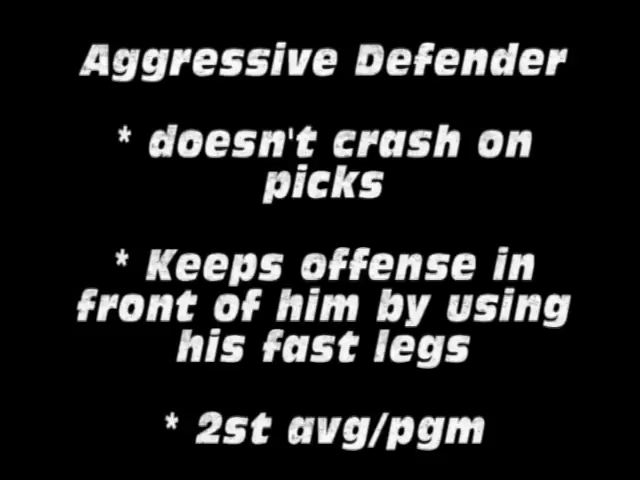 Aggressive Defender
* doesn't crash on
picks
* Keeps offense in
front of him by using
his fast legs
* 2st avg/pgm